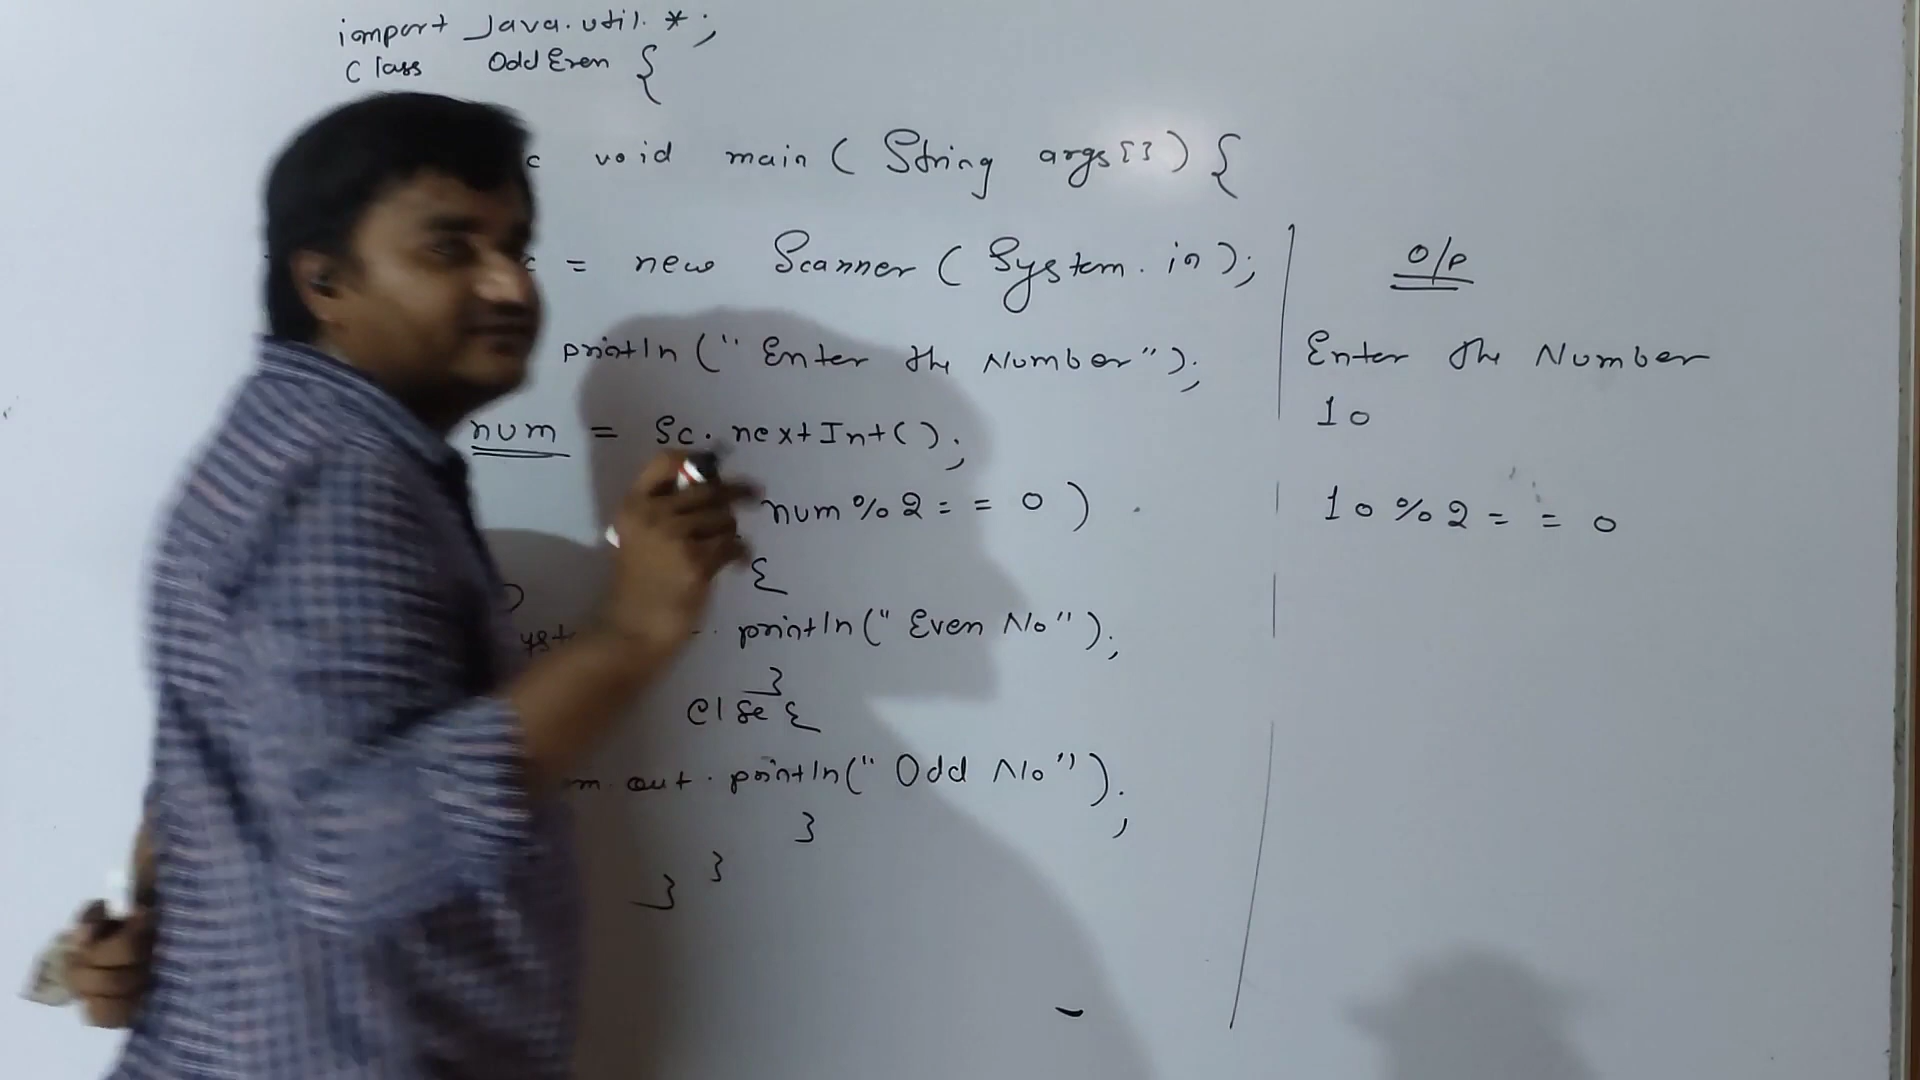 import Java.util.*;
Class OddEven {
c void main ( String args[]) {
c = new Scanner ( System.in);
println (" Enter the Number");
num = Sc.nextInt();
num%2 == 0 )
{
yst . println(" Even No");
}
else {
m.out.println(" Odd No");
}
}
}
O/P
Enter the Number
10
10%2 == 0